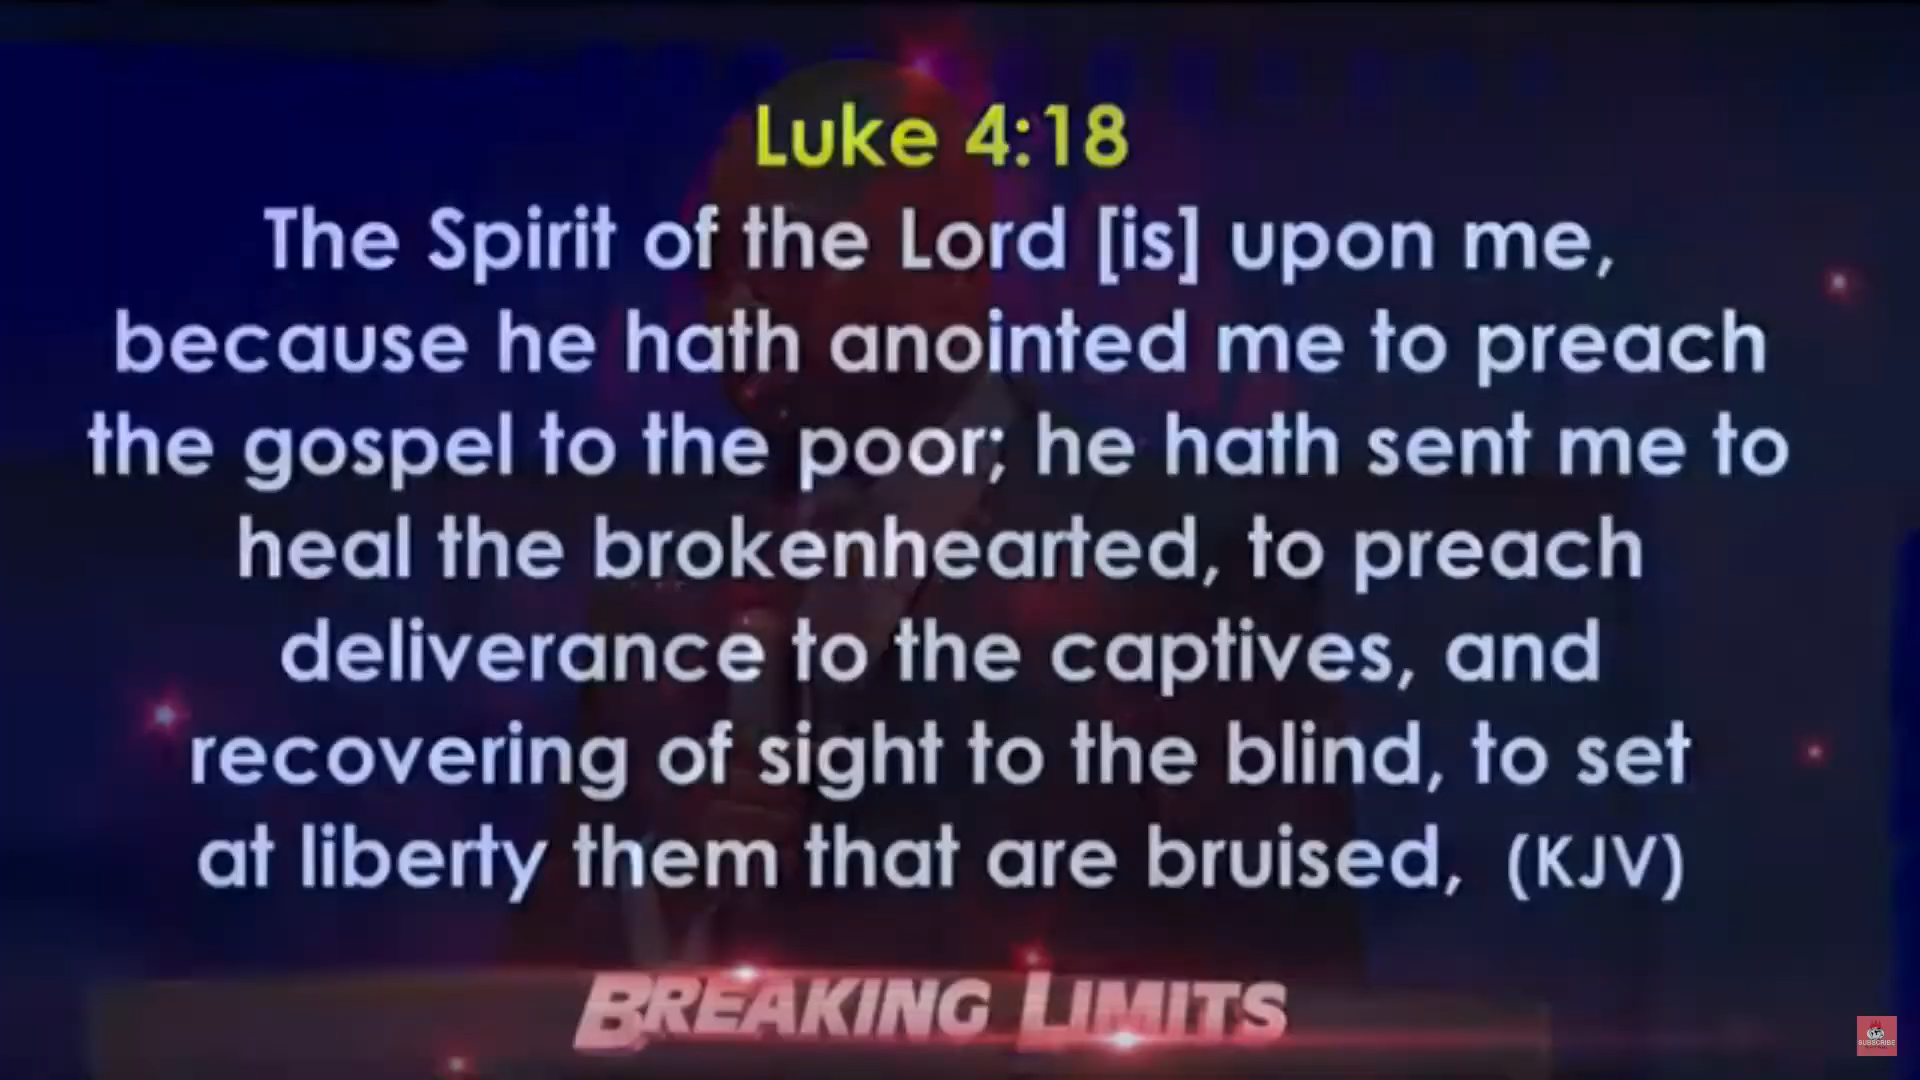 Luke 4:18
The Spirit of the Lord [is] upon me,
because he hath anointed me to preach
the gospel to the poor; he hath sent me to
heal the brokenhearted, to preach
deliverance to the captives, and
recovering of sight to the blind, to set
at liberty them that are bruised, (KJV)
BREAKING LIMITS
SUBSCRIBE